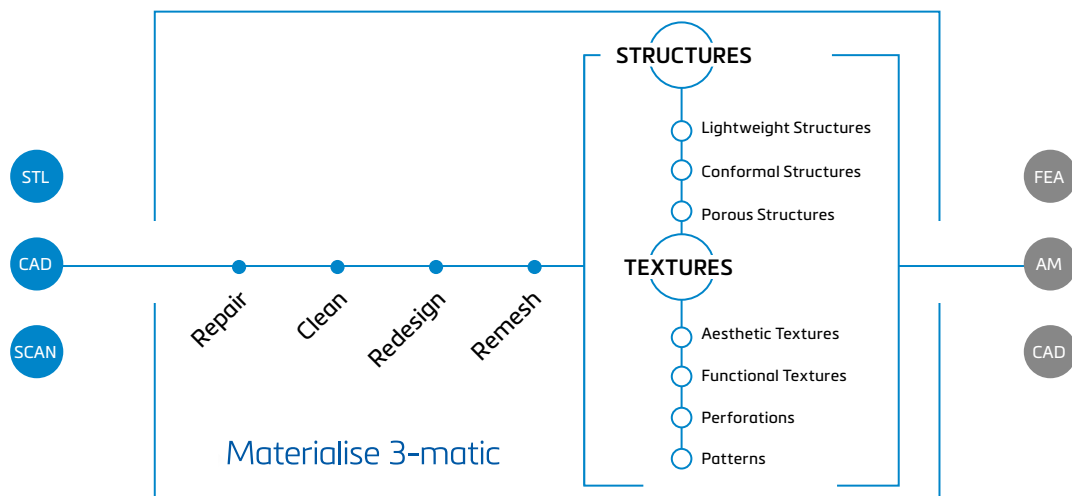 STL
CAD
SCAN
Repair
Clean
Redesign
Remesh
Materialise 3-matic
STRUCTURES
Lightweight Structures
Conformal Structures
Porous Structures
TEXTURES
Aesthetic Textures
Functional Textures
Perforations
Patterns
FEA
AM
CAD